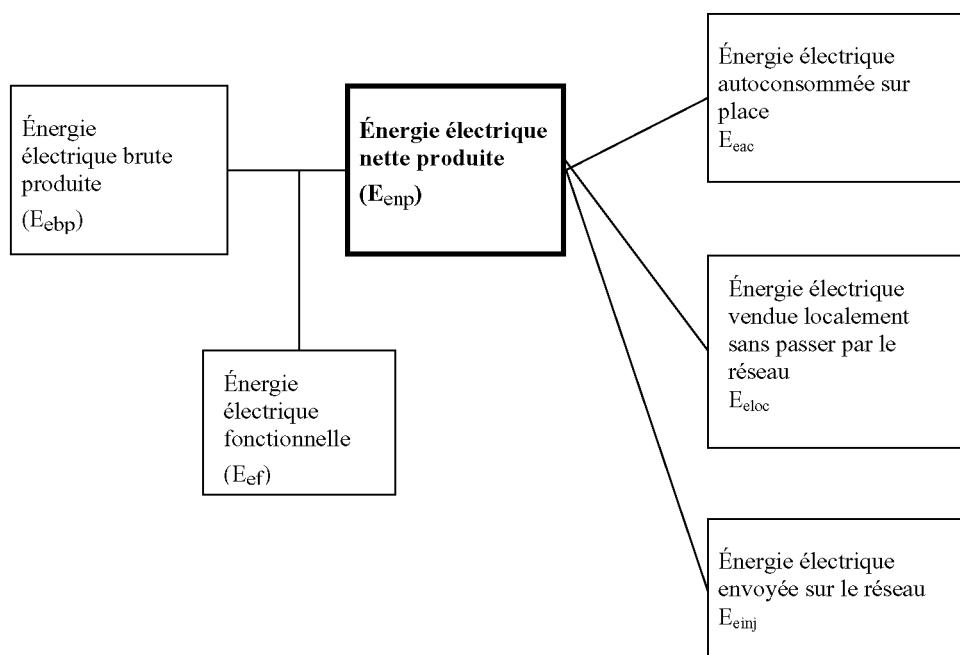 Énergie
électrique brute
produite
(Eebp)
Énergie électrique
nette produite
(Eenp)
Énergie
électrique
fonctionnelle
(Eef)
Énergie électrique
autoconsommée sur
place
Eeac
Énergie électrique
vendue localement
sans passer par le
réseau
Eeloc
Énergie électrique
envoyée sur le réseau
Eeinj